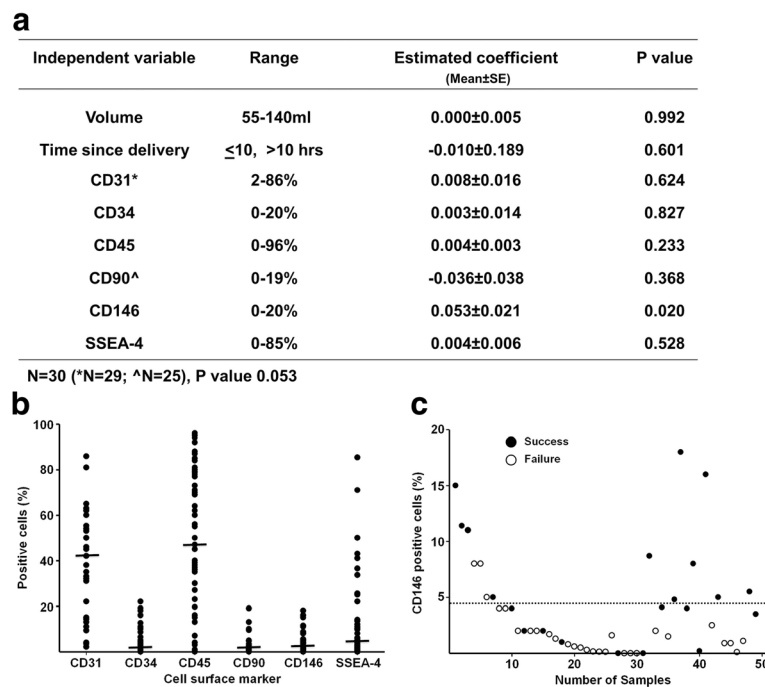 a
Independent variable Range Estimated coefficient P value
(Mean±SE)
Volume 55-140ml 0.000±0.005 0.992
Time since delivery ≤10, >10 hrs -0.010±0.189 0.601
CD31* 2-86% 0.008±0.016 0.624
CD34 0-20% 0.003±0.014 0.827
CD45 0-96% 0.004±0.003 0.233
CD90^ 0-19% -0.036±0.038 0.368
CD146 0-20% 0.053±0.021 0.020
SSEA-4 0-85% 0.004±0.006 0.528
N=30 (*N=29; ^N=25), P value 0.053
b
100
80
60
40
20
0
Positive cells (%)
CD31 CD34 CD45 CD90 CD146 SSEA-4
Cell surface marker
c
20
15
10
5
CD146 positive cells (%)
Success
Failure
10 20 30 40 50
Number of Samples